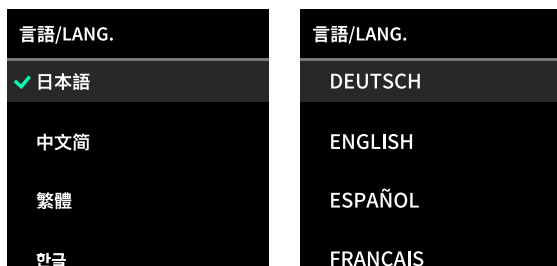 言語/LANG.
日本語
中文简
繁體
한글
言語/LANG.
DEUTSCH
ENGLISH
ESPAÑOL
FRANCAIS